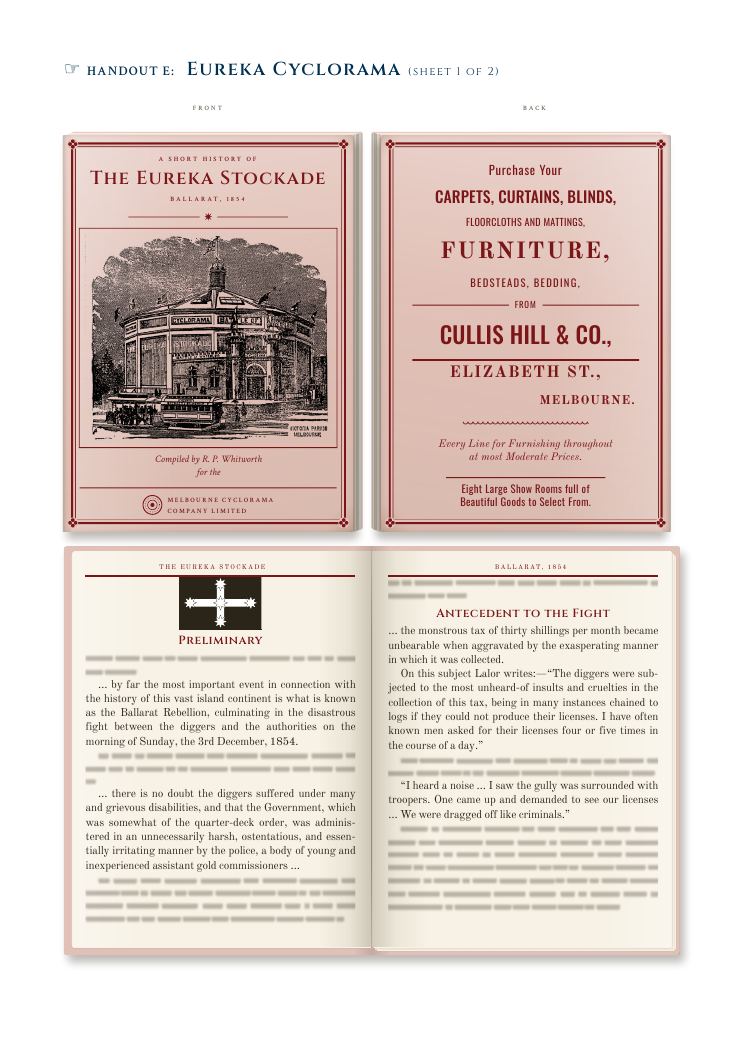 ☞ HANDOUT E: EUREKA CYCLORAMA (SHEET 1 OF 2)
FRONT
A SHORT HISTORY OF
THE EUREKA STOCKADE
BALLARAT, 1854
CYCLORAMA
VICTORIA PARADE
MELBOURNE
Compiled by R. P. Whitworth
for the
MELBOURNE CYCLORAMA
COMPANY LIMITED
BACK
Purchase Your
CARPETS, CURTAINS, BLINDS,
FLOORCLOTHS AND MATTINGS,
FURNITURE,
BEDSTEADS, BEDDING,
FROM
CULLIS HILL & CO.,
ELIZABETH ST.,
MELBOURNE.
Every Line for Furnishing throughout
at most Moderate Prices.
Eight Large Show Rooms full of
Beautiful Goods to Select From.
THE EUREKA STOCKADE
PRELIMINARY
... by far the most important event in connection with
the history of this vast island continent is what is known
as the Ballarat Rebellion, culminating in the disastrous
fight between the diggers and the authorities on the
morning of Sunday, the 3rd December, 1854.
... there is no doubt the diggers suffered under many
and grievous disabilities, and that the Government, which
was somewhat of the quarter-deck order, was adminis-
tered in an unnecessarily harsh, ostentatious, and essen-
tially irritating manner by the police, a body of young and
inexperienced assistant gold commissioners ...
BALLARAT, 1854
ANTECEDENT TO THE FIGHT
... the monstrous tax of thirty shillings per month became
unbearable when aggravated by the exasperating manner
in which it was collected.
On this subject Lalor writes:—“The diggers were sub-
jected to the most unheard-of insults and cruelties in the
collection of this tax, being in many instances chained to
logs if they could not produce their licenses. I have often
known men asked for their licenses four or five times in
the course of a day.”
“I heard a noise ... I saw the gully was surrounded with
troopers. One came up and demanded to see our licenses
... We were dragged off like criminals.”